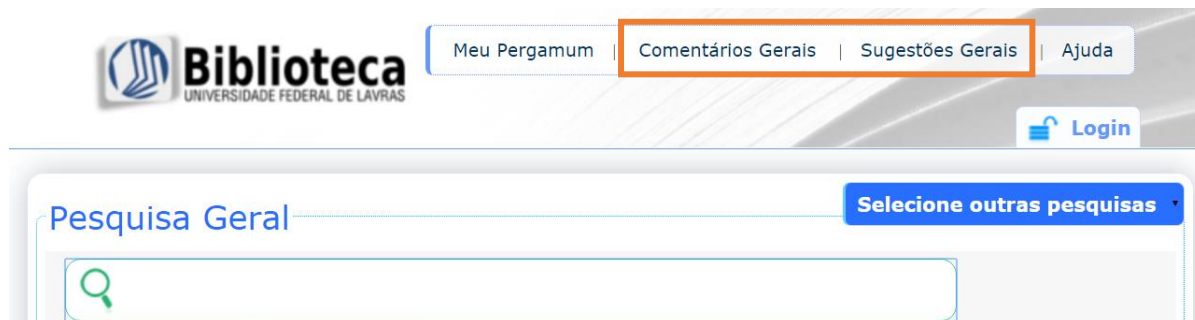 Biblioteca
UNIVERSIDADE FEDERAL DE LAVRAS
Meu Pergamum | Comentários Gerais | Sugestões Gerais | Ajuda
Login
Pesquisa Geral
Selecione outras pesquisas